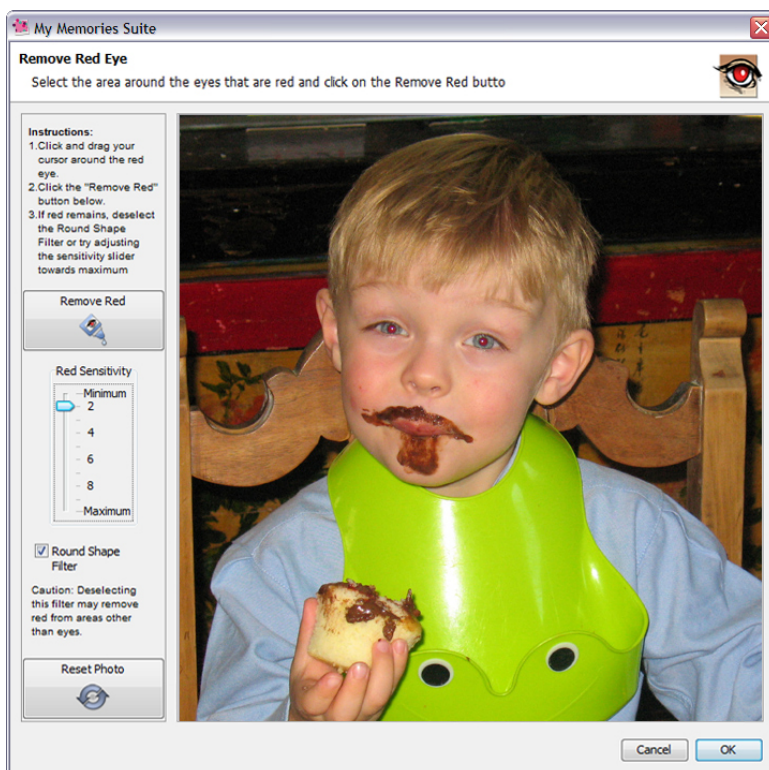 My Memories Suite
Remove Red Eye
Select the area around the eyes that are red and click on the Remove Red butto
Instructions:
1.Click and drag your
cursor around the red
eye.
2.Click the "Remove Red"
button below.
3.If red remains, deselect
the Round Shape
Filter or try adjusting
the sensitivity slider
towards maximum
Remove Red
Red Sensitivity
Minimum
2
4
6
8
Maximum
Round Shape
Filter
Caution: Deselecting
this filter may remove
red from areas other
than eyes.
Reset Photo
Cancel
OK